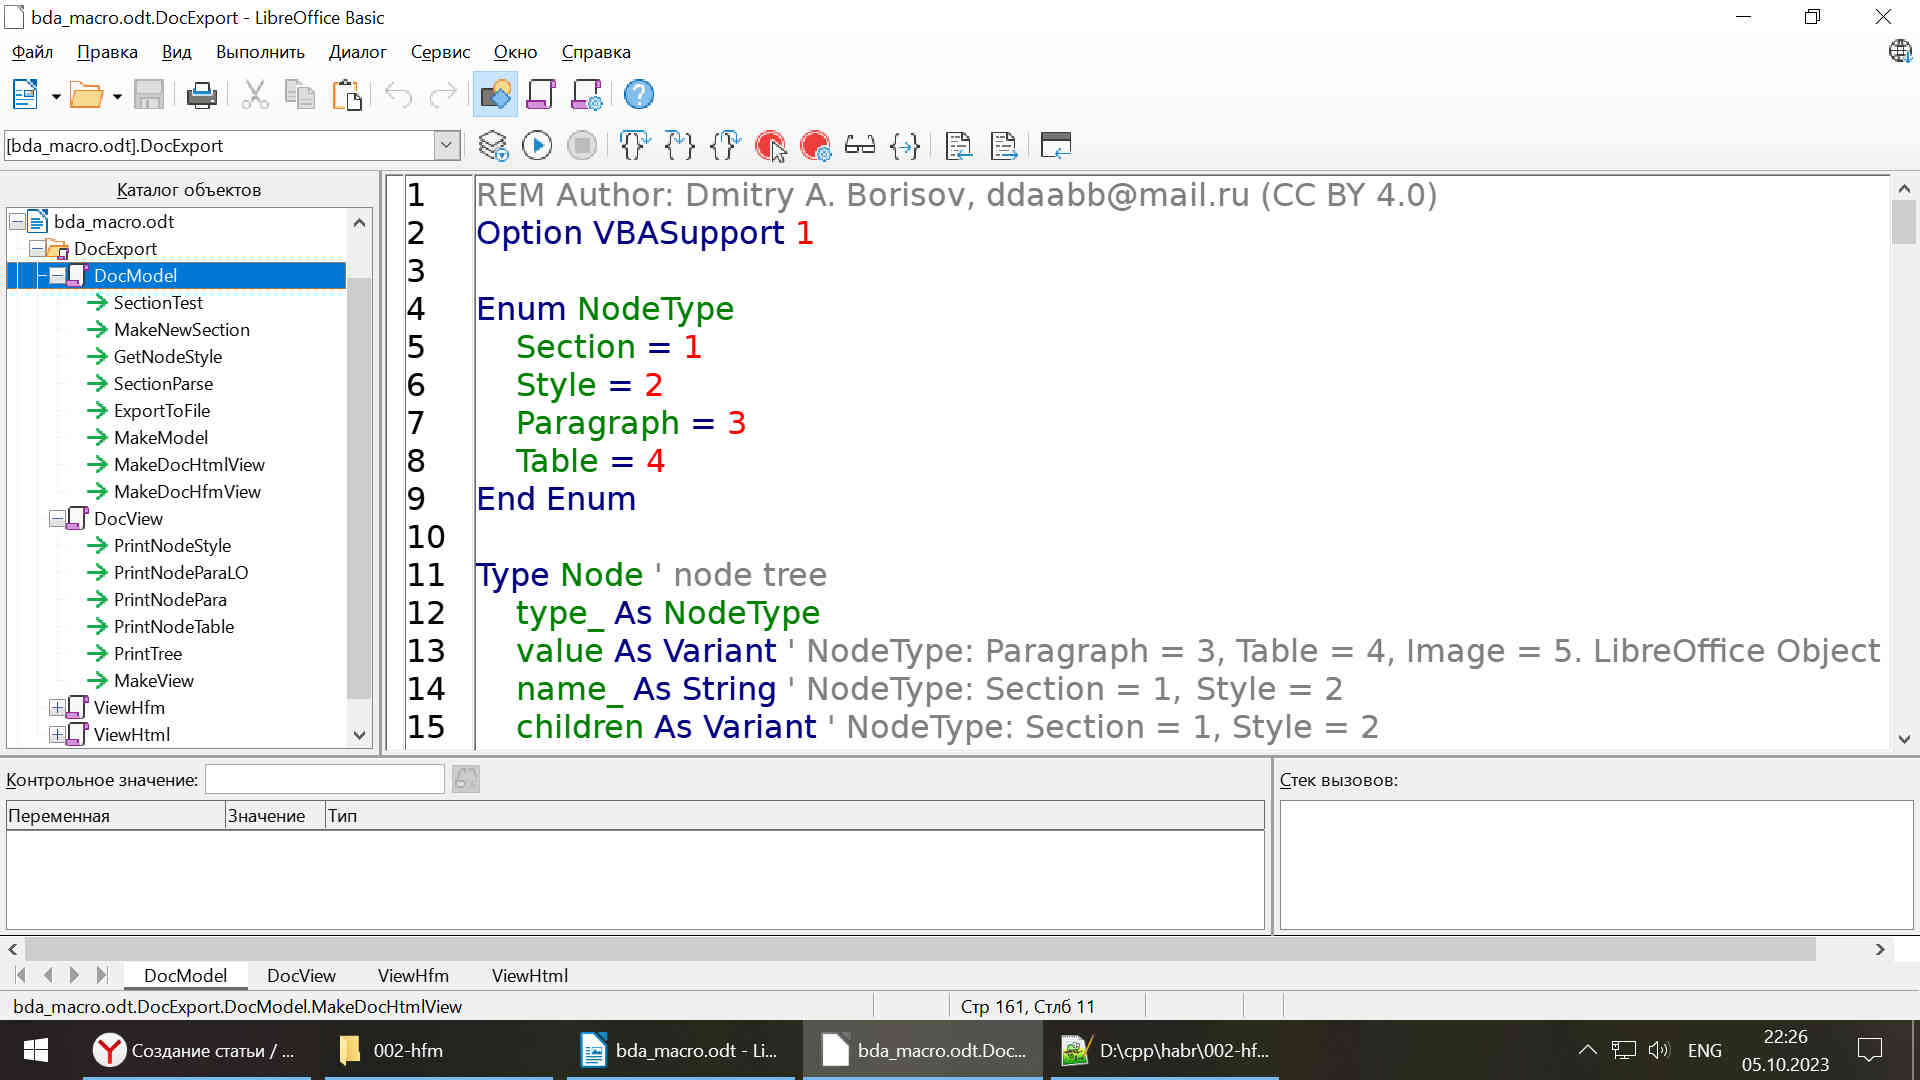 bda_macro.odt.DocExport - LibreOffice Basic
Файл Правка Вид Выполнить Диалог Сервис Окно Справка
[bda_macro.odt].DocExport
Каталог объектов
bda_macro.odt
DocExport
DocModel
SectionTest
MakeNewSection
GetNodeStyle
SectionParse
ExportToFile
MakeModel
MakeDocHtmlView
MakeDocHfmView
DocView
PrintNodeStyle
PrintNodeParaLO
PrintNodePara
PrintNodeTable
PrintTree
MakeView
ViewHfm
ViewHtml
1 REM Author: Dmitry A. Borisov, ddaabb@mail.ru (CC BY 4.0)
2 Option VBASupport 1
3
4 Enum NodeType
5 Section = 1
6 Style = 2
7 Paragraph = 3
8 Table = 4
9 End Enum
10
11 Type Node ' node tree
12 type_ As NodeType
13 value As Variant ' NodeType: Paragraph = 3, Table = 4, Image = 5. LibreOffice Object
14 name_ As String ' NodeType: Section = 1, Style = 2
15 children As Variant ' NodeType: Section = 1, Style = 2
Контрольное значение:
Переменная Значение Тип
Стек вызовов:
DocModel DocView ViewHfm ViewHtml
bda_macro.odt.DocExport.DocModel.MakeDocHtmlView
Стр 161, Стлб 11
Создание статьи / ...
002-hfm
bda_macro.odt - Li...
bda_macro.odt.Doc...
D:\cpp\habr\002-hf...
ENG
22:26
05.10.2023